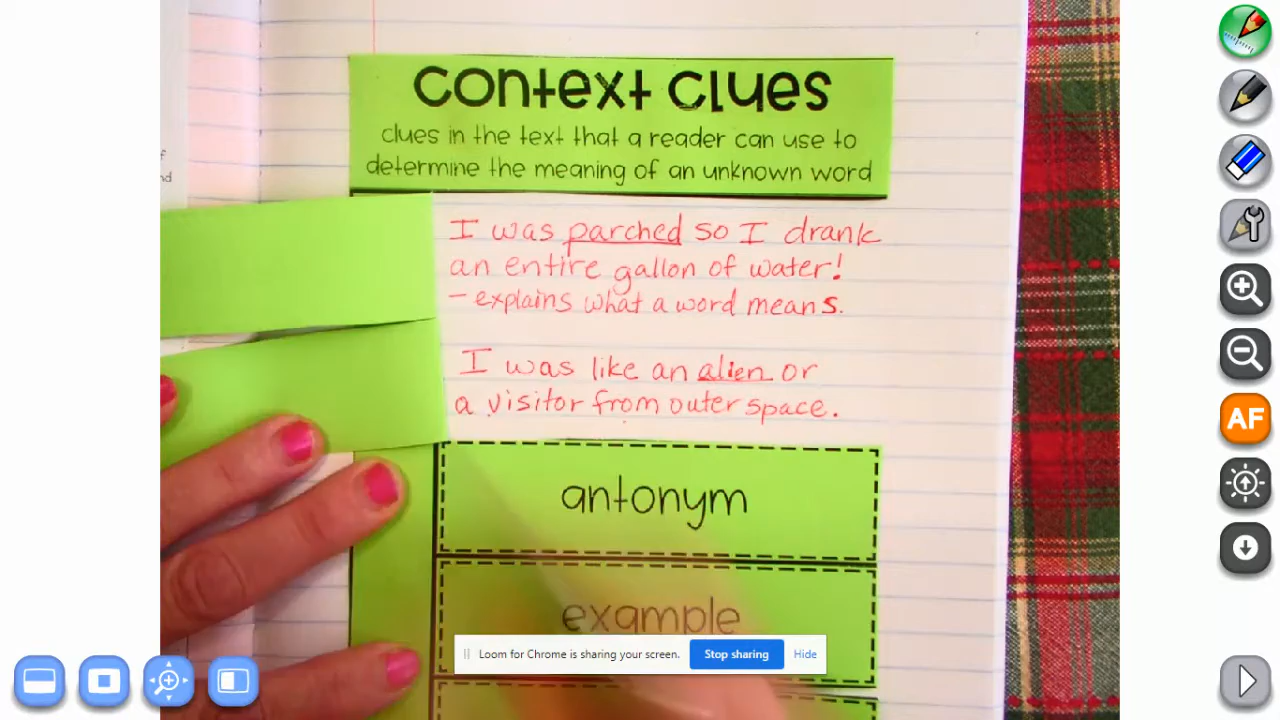 context clues
clues in the text that a reader can use to
determine the meaning of an unknown word
I was parched so I drank
an entire gallon of water!
- explains what a word means.
I was like an alien or
a visitor from outer space.
antonym
example
Loom for Chrome is sharing your screen. Stop sharing Hide
AF